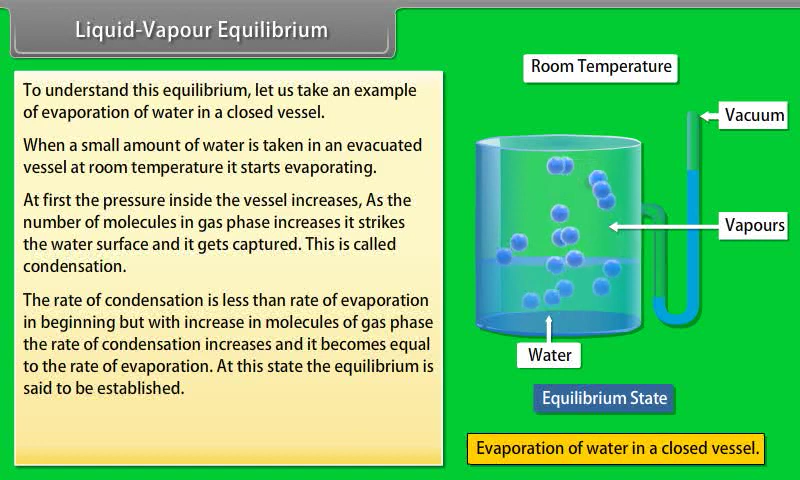 Liquid-Vapour Equilibrium
To understand this equilibrium, let us take an example
of evaporation of water in a closed vessel.
When a small amount of water is taken in an evacuated
vessel at room temperature it starts evaporating.
At first the pressure inside the vessel increases, As the
number of molecules in gas phase increases it strikes
the water surface and it gets captured. This is called
condensation.
The rate of condensation is less than rate of evaporation
in beginning but with increase in molecules of gas phase
the rate of condensation increases and it becomes equal
to the rate of evaporation. At this state the equilibrium is
said to be established.
Room Temperature
Vacuum
Vapours
Water
Equilibrium State
Evaporation of water in a closed vessel.